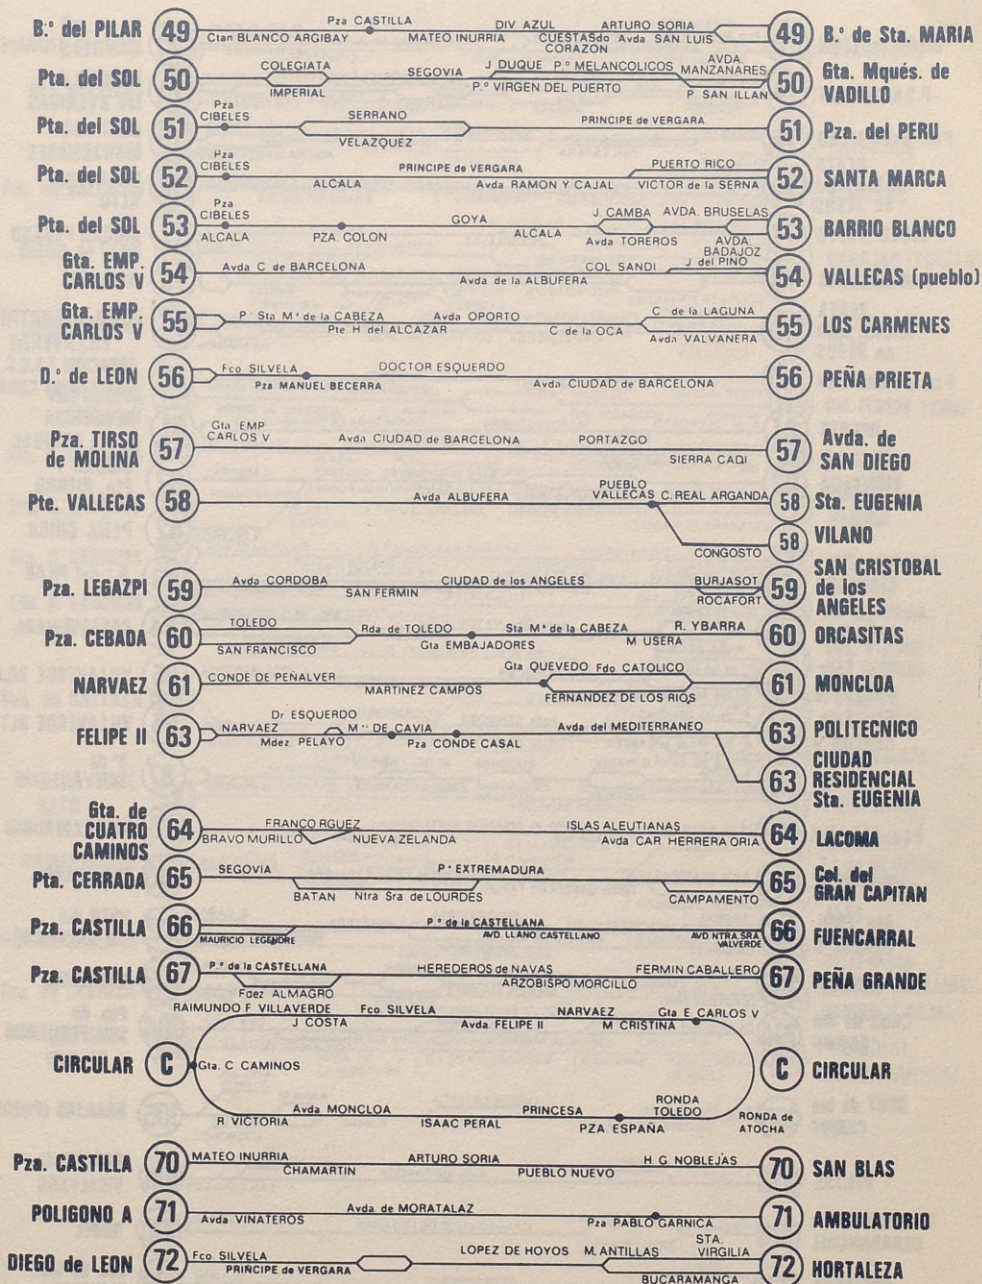 Pza CASTILLA DIV AZUL ARTURO SORIA
B.º del PILAR 49 49 B.º de Sta. MARIA
Ctan BLANCO ARGIBAY MATEO INURRIA CUESTA Sdo CORAZON Avda SAN LUIS
COLEGIATA SEGOVIA J DUQUE P.º MELANCOLICOS AVDA. MANZANARES
Pta. del SOL 50 50 Gta. Mqués. de VADILLO
IMPERIAL P.º VIRGEN DEL PUERTO P. SAN ILLAN
Pza CIBELES SERRANO PRINCIPE de VERGARA
Pta. del SOL 51 51 Pza. del PERU
VELAZQUEZ
Pza CIBELES PRINCIPE de VERGARA PUERTO RICO
Pta. del SOL 52 52 SANTA MARCA
ALCALA Avda RAMON Y CAJAL VICTOR de la SERNA
Pza CIBELES GOYA J. CAMBA AVDA. BRUSELAS
Pta. del SOL 53 53 BARRIO BLANCO
ALCALA PZA. COLON ALCALA Avda TOREROS AVDA. BADAJOZ
Avda C de BARCELONA COL SANDI J del PINO
Gta. EMP. CARLOS V 54 54 VALLECAS (pueblo)
Avda de la ALBUFERA
P.º Sta M.ª de la CABEZA Avda OPORTO C de la LAGUNA
Gta. EMP. CARLOS V 55 55 LOS CARMENES
Pte. H del ALCAZAR C de la OCA Avda VALVANERA
Fco SILVELA DOCTOR ESQUERDO
D.º de LEON 56 56 PEÑA PRIETA
Pza MANUEL BECERRA Avda CIUDAD de BARCELONA
Gta EMP CARLOS V Avda CIUDAD de BARCELONA PORTAZGO
Pza. TIRSO de MOLINA 57 57 Avda. de SAN DIEGO
SIERRA CADI
Avda ALBUFERA PUEBLO VALLECAS C. REAL ARGANDA
Pte. VALLECAS 58 58 Sta. EUGENIA
58 VILANO
CONGOSTO
Avda CORDOBA CIUDAD de los ANGELES BURJASOT
Pza. LEGAZPI 59 59 SAN CRISTOBAL de los ANGELES
SAN FERMIN ROCAFORT
TOLEDO Rda de TOLEDO Sta Mª de la CABEZA R. YBARRA
Pza. CEBADA 60 60 ORCASITAS
SAN FRANCISCO Gta EMBAJADORES M USERA
CONDE DE PEÑALVER Gta QUEVEDO Fdo CATOLICO
NARVAEZ 61 61 MONCLOA
MARTINEZ CAMPOS FERNANDEZ DE LOS RIOS
Dr ESQUERDO
NARVAEZ M.º DE CAVIA Avda del MEDITERRANEO
FELIPE II 63 63 POLITECNICO
Mdez PELAYO Pza CONDE CASAL
63 CIUDAD RESIDENCIAL Sta. EUGENIA
FRANCO RGUEZ ISLAS ALEUTIANAS
Gta. de CUATRO CAMINOS 64 64 LACOMA
BRAVO MURILLO NUEVA ZELANDA Avda CAR HERRERA ORIA
SEGOVIA P.º EXTREMADURA
Pta. CERRADA 65 65 Col. del GRAN CAPITAN
BATAN Ntra Sra de LOURDES CAMPAMENTO
P.º de la CASTELLANA
Pza. CASTILLA 66 66 FUENCARRAL
MAURICIO LEGENDRE AVD. LLANO CASTELLANO AVD NTRA. SRA VALVERDE
P.º de la CASTELLANA HEREDEROS de NAVAS FERMIN CABALLERO
Pza. CASTILLA 67 67 PEÑA GRANDE
Fdez ALMAGRO ARZOBISPO MORCILLO
RAIMUNDO F VILLAVERDE Fco SILVELA NARVAEZ Gta E CARLOS V
J COSTA Avda. FELIPE II M CRISTINA
CIRCULAR C Gta. C CAMINOS C CIRCULAR
Avda MONCLOA PRINCESA RONDA TOLEDO
R VICTORIA ISAAC PERAL PZA. ESPAÑA RONDA de ATOCHA
MATEO INURRIA ARTURO SORIA H. G. NOBLEJAS
Pza. CASTILLA 70 70 SAN BLAS
CHAMARTIN PUEBLO NUEVO
Avda. de MORATALAZ
POLIGONO A 71 71 AMBULATORIO
Avda VINATEROS Pza PABLO GARNICA
Fco SILVELA LOPEZ DE HOYOS M. ANTILLAS STA. VIRGILIA
DIEGO de LEON 72 72 HORTALEZA
PRINCIPE de VERGARA BUCARAMANGA